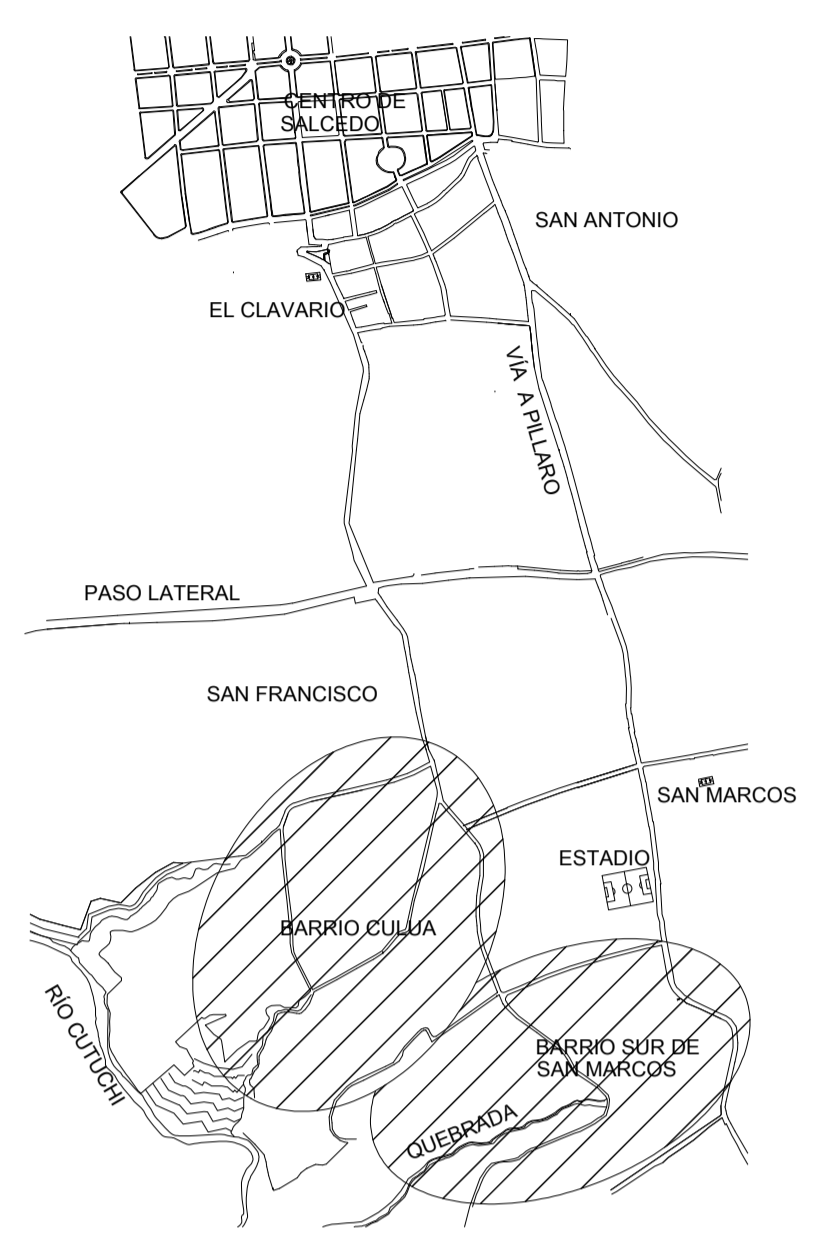 CENTRO DE
SALCEDO
SAN ANTONIO
EL CLAVARIO
VÍA A PILLARO
PASO LATERAL
SAN FRANCISCO
SAN MARCOS
ESTADIO
BARRIO CULUA
RÍO CUTUCHI
BARRIO SUR DE
SAN MARCOS
QUEBRADA